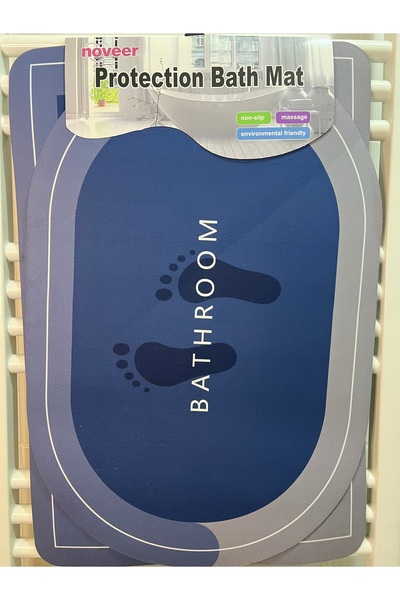 noveer
Protection Bath Mat
non-slip
massage
environmental friendly
BATHROOM